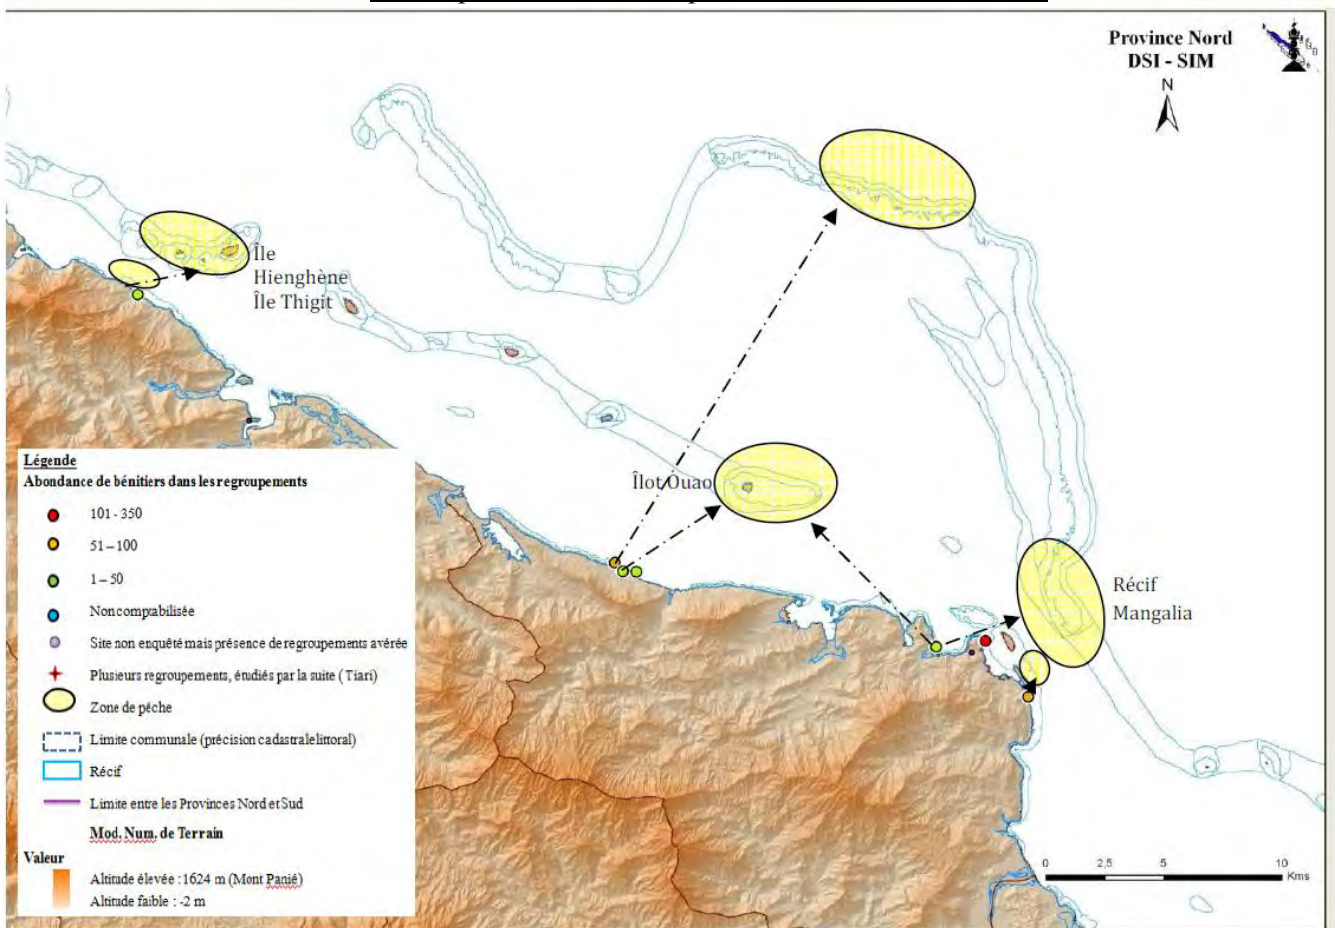 Province Nord
DSI - SIM
N
Île
Hienghène
Île Thigit
Îlot Ouao
Récif
Mangalia
Légende
Abondance de bénitiers dans les regroupements
101 - 350
51 – 100
1 – 50
Non compabilisée
Site non enquêté mais présence de regroupements avérée
Plusieurs regroupements, étudiés par la suite (Tiari)
Zone de pêche
Limite communale (précision cadastrale littoral)
Récif
Limite entre les Provinces Nord et Sud
Mod. Num. de Terrain
Valeur
Altitude élevée : 1624 m (Mont Panié)
Altitude faible : -2 m
0 2,5 5 10
Kms